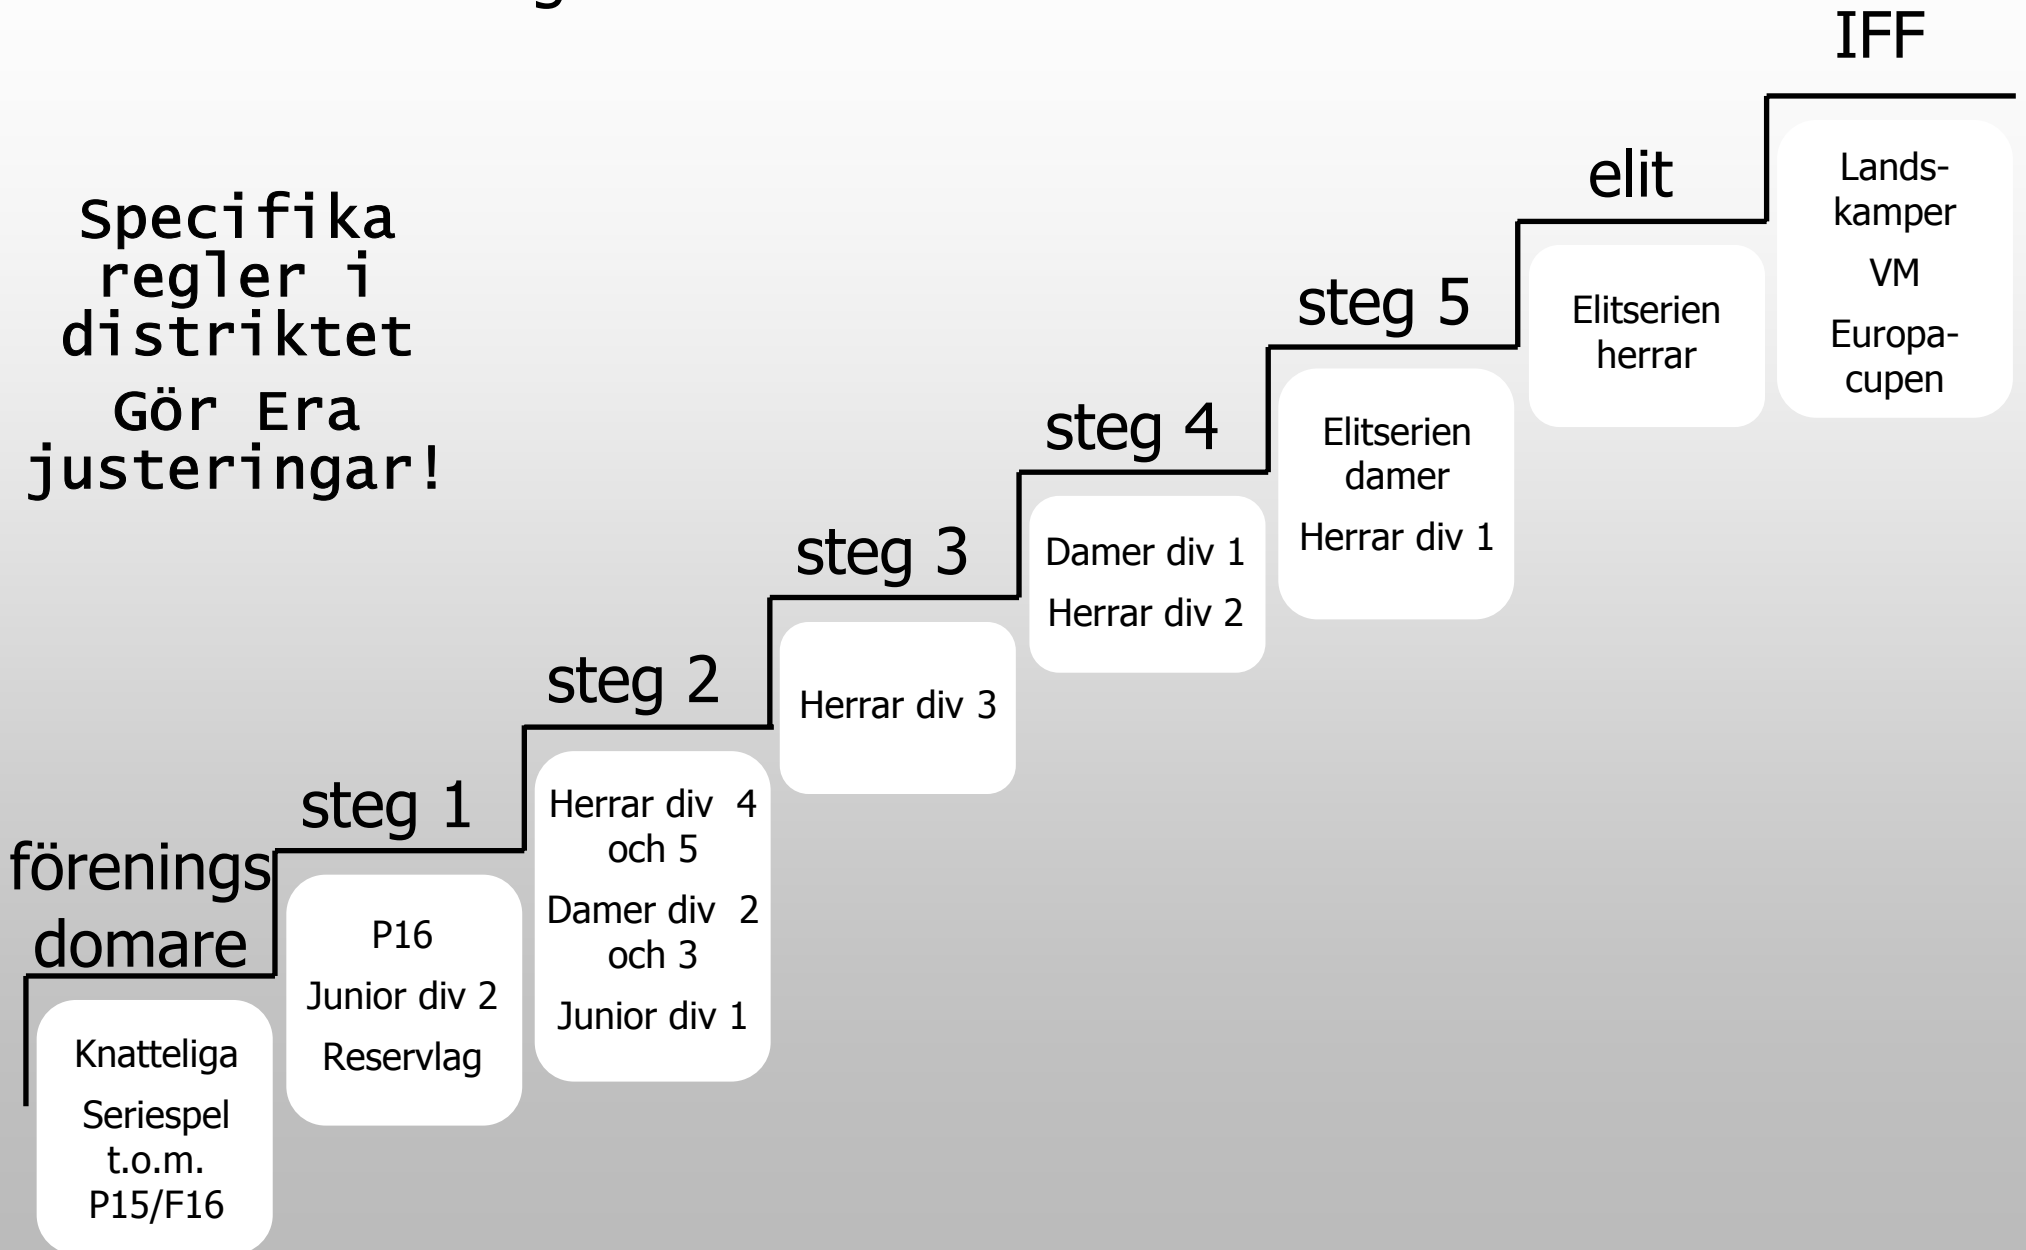 IFF
Lands-
kamper
VM
Europa-
cupen
elit
Elitserien
herrar
steg 5
Elitserien
damer
Herrar div 1
steg 4
Damer div 1
Herrar div 2
steg 3
Herrar div 3
steg 2
Herrar div  4
och 5
Damer div  2
och 3
Junior div 1
steg 1
P16
Junior div 2
Reservlag
förenings
domare
Knatteliga
Seriespel
t.o.m.
P15/F16
Specifika
regler i
distriktet
Gör Era
justeringar!